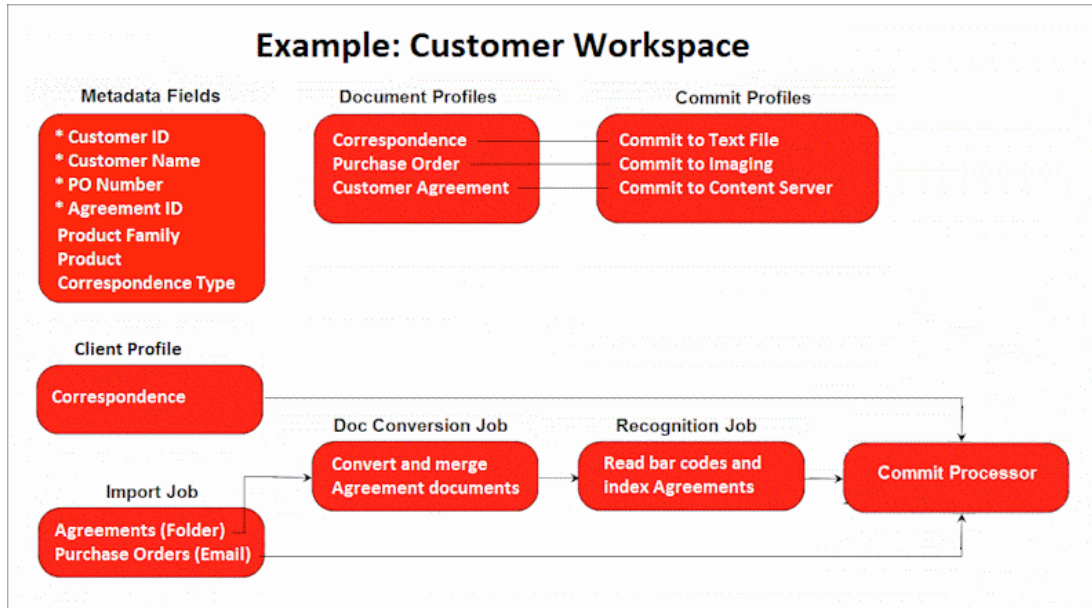 Example: Customer Workspace
Metadata Fields
* Customer ID
* Customer Name
* PO Number
* Agreement ID
Product Family
Product
Correspondence Type
Document Profiles
Correspondence
Purchase Order
Customer Agreement
Commit Profiles
Commit to Text File
Commit to Imaging
Commit to Content Server
Client Profile
Correspondence
Import Job
Agreements (Folder)
Purchase Orders (Email)
Doc Conversion Job
Convert and merge
Agreement documents
Recognition Job
Read bar codes and
index Agreements
Commit Processor